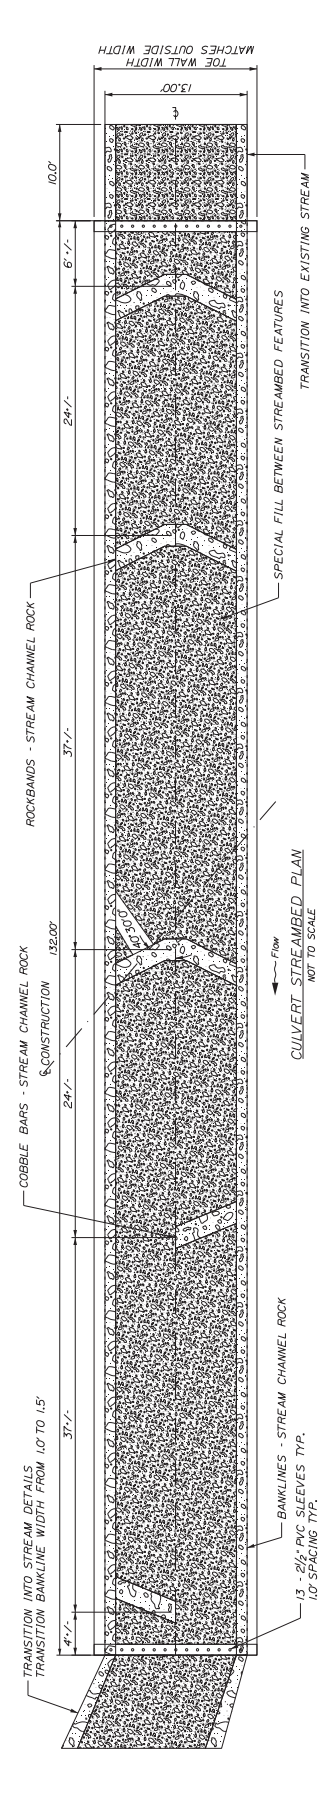 TRANSITION INTO STREAM DETAILS
TRANSITION BANKLINE WIDTH FROM 1.0' TO 1.5'
COBBLE BARS - STREAM CHANNEL ROCK
℄ CONSTRUCTION
ROCKBANDS - STREAM CHANNEL ROCK
132.00'
10.0'
4'+/-
37'+/-
24'+/-
37'+/-
24'+/-
6'+/-
TOE WALL WIDTH
MATCHES OUTSIDE WIDTH
13.00'
℄
13 - 2½" PVC SLEEVES TYP.
1.0' SPACING TYP.
BANKLINES - STREAM CHANNEL ROCK
Flow
SPECIAL FILL BETWEEN STREAMBED FEATURES
TRANSITION INTO EXISTING STREAM
CULVERT STREAMBED PLAN
NOT TO SCALE